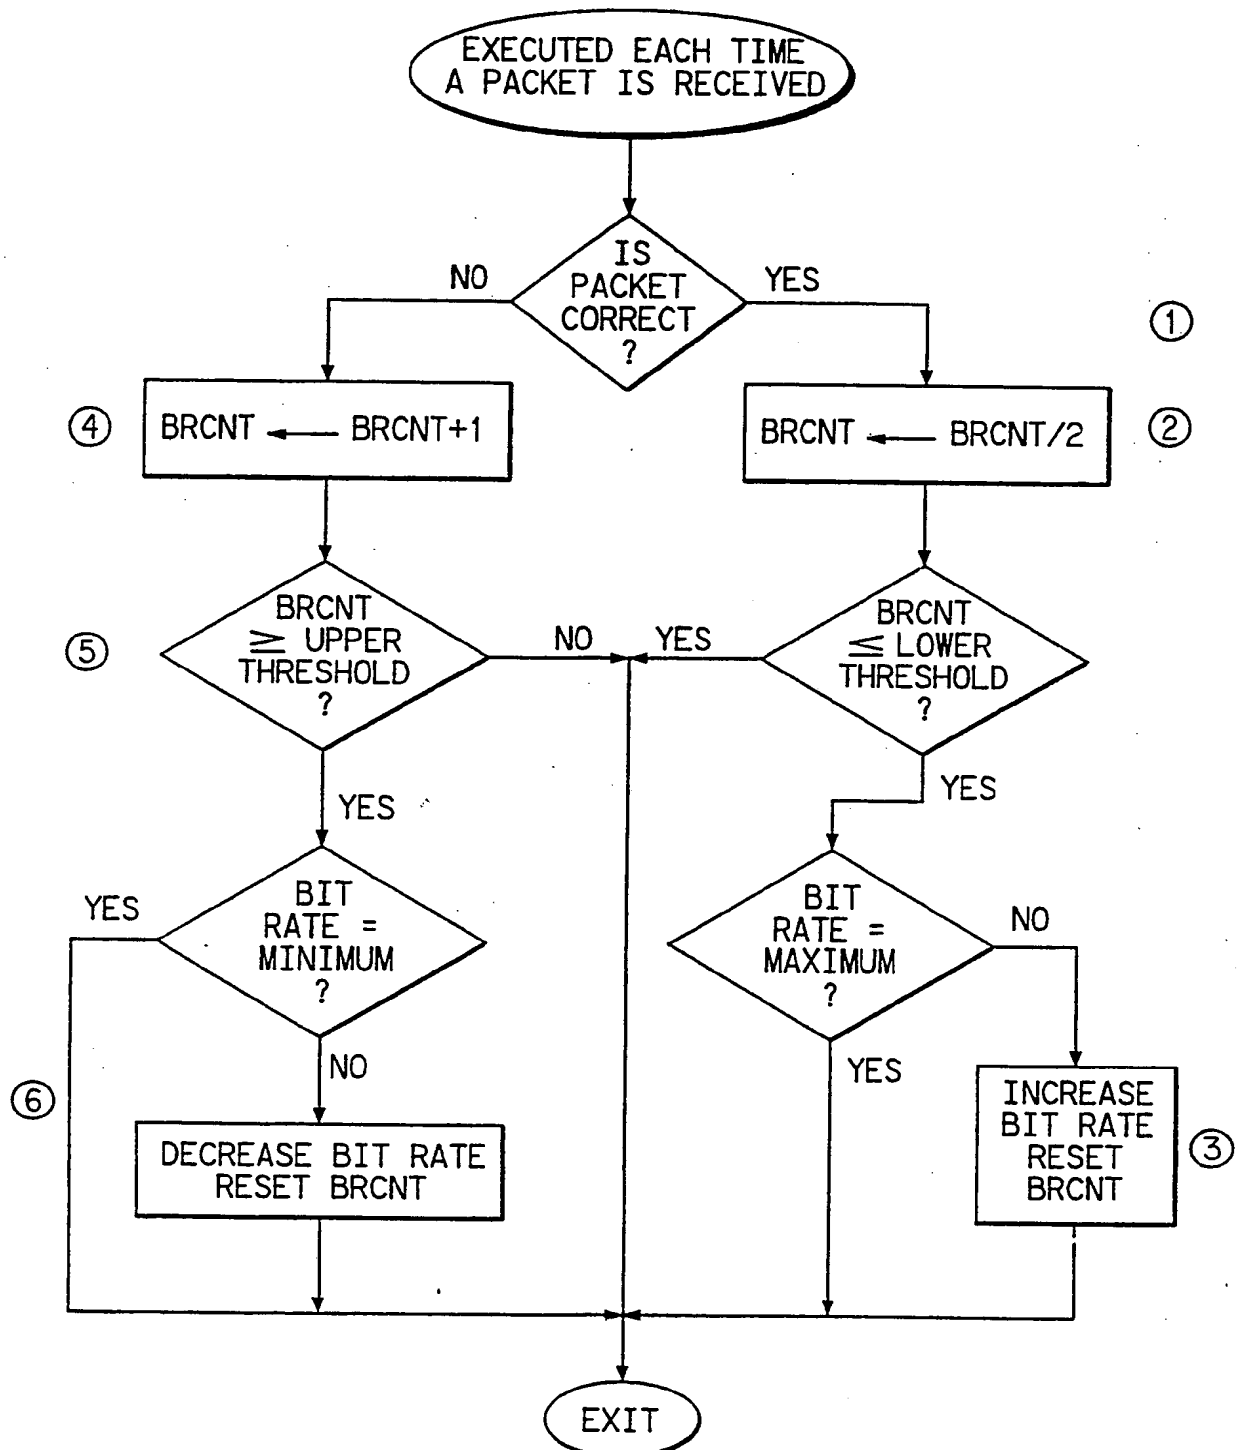 EXECUTED EACH TIME
A PACKET IS RECEIVED
IS
PACKET
CORRECT
?
NO
YES
①
④
BRCNT ← BRCNT+1
BRCNT ← BRCNT/2
②
⑤
BRCNT
≧ UPPER
THRESHOLD
?
NO
YES
BRCNT
≦ LOWER
THRESHOLD
?
YES
YES
YES
BIT
RATE =
MINIMUM
?
BIT
RATE =
MAXIMUM
?
NO
NO
YES
⑥
DECREASE BIT RATE
RESET BRCNT
INCREASE
BIT RATE
RESET
BRCNT
③
EXIT